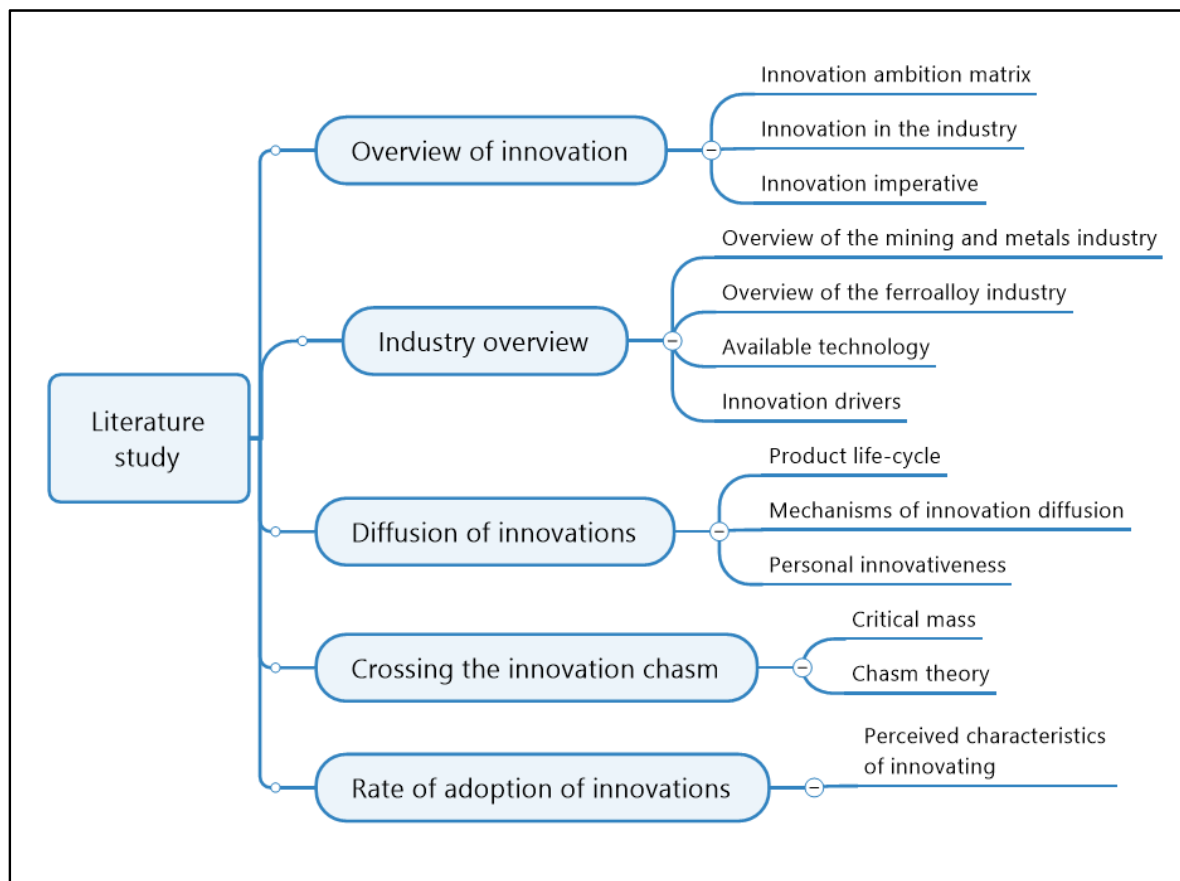 Literature
study
Overview of innovation
Innovation ambition matrix
Innovation in the industry
Innovation imperative
Industry overview
Overview of the mining and metals industry
Overview of the ferroalloy industry
Available technology
Innovation drivers
Diffusion of innovations
Product life-cycle
Mechanisms of innovation diffusion
Personal innovativeness
Crossing the innovation chasm
Critical mass
Chasm theory
Rate of adoption of innovations
Perceived characteristics
of innovating